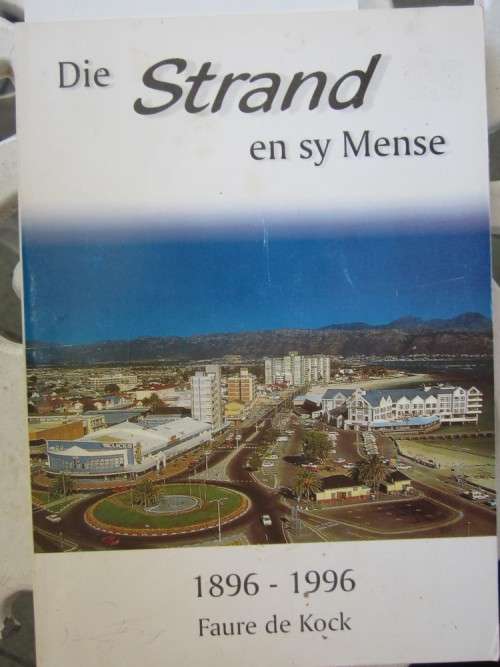 Die Strand
en sy Mense
1896 - 1996
Faure de Kock